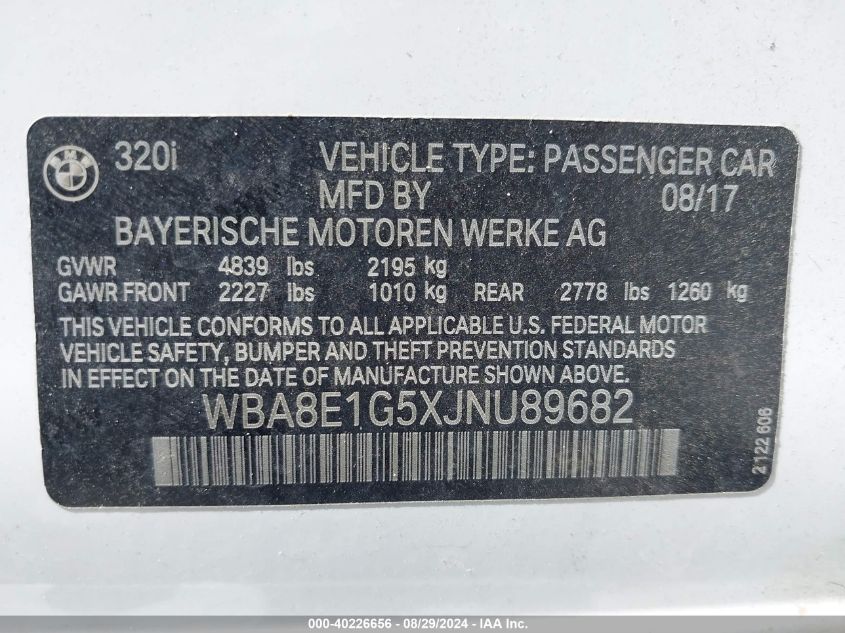 BMW 320i VEHICLE TYPE: PASSENGER CAR
MFD BY 08/17
BAYERISCHE MOTOREN WERKE AG
GVWR 4839 lbs 2195 kg
GAWR FRONT 2227 lbs 1010 kg REAR 2778 lbs 1260 kg
THIS VEHICLE CONFORMS TO ALL APPLICABLE U.S. FEDERAL MOTOR
VEHICLE SAFETY, BUMPER AND THEFT PREVENTION STANDARDS
IN EFFECT ON THE DATE OF MANUFACTURE SHOWN ABOVE.
WBA8E1G5XJNU89682
2122 606
000-40226656 - 08/29/2024 - IAA Inc.